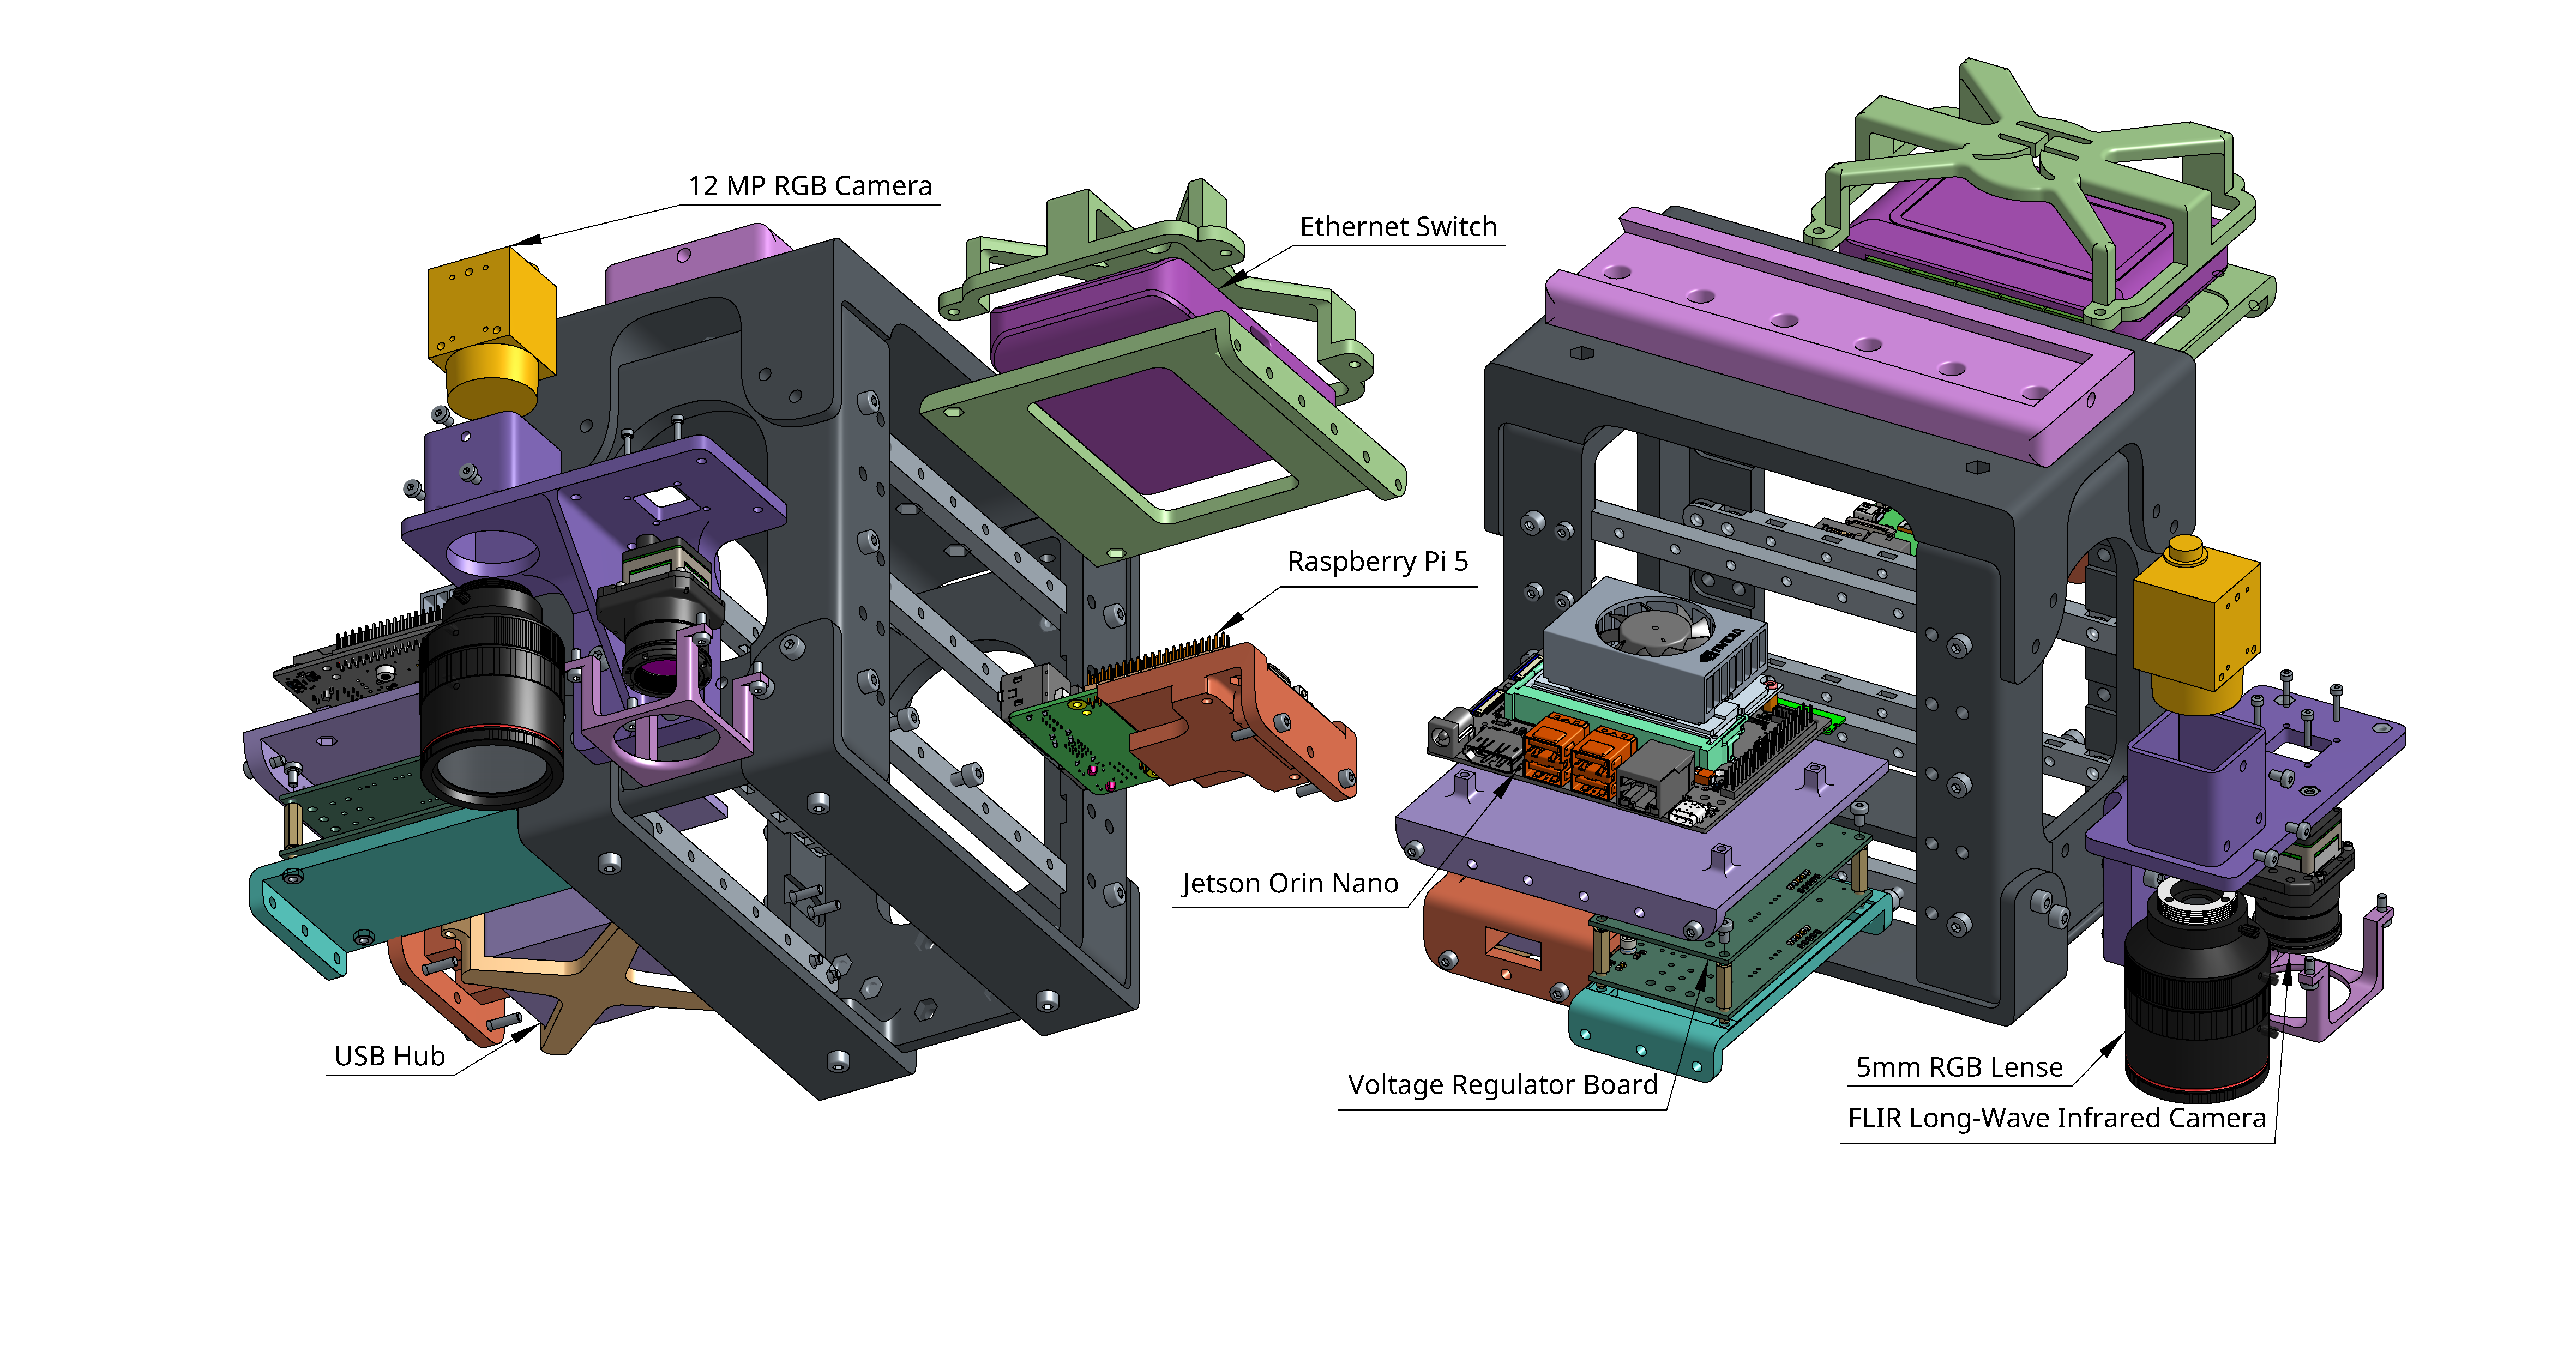 12 MP RGB Camera
Ethernet Switch
Raspberry Pi 5
Jetson Orin Nano
USB Hub
Voltage Regulator Board
5mm RGB Lense
FLIR Long-Wave Infrared Camera
NVIDIA